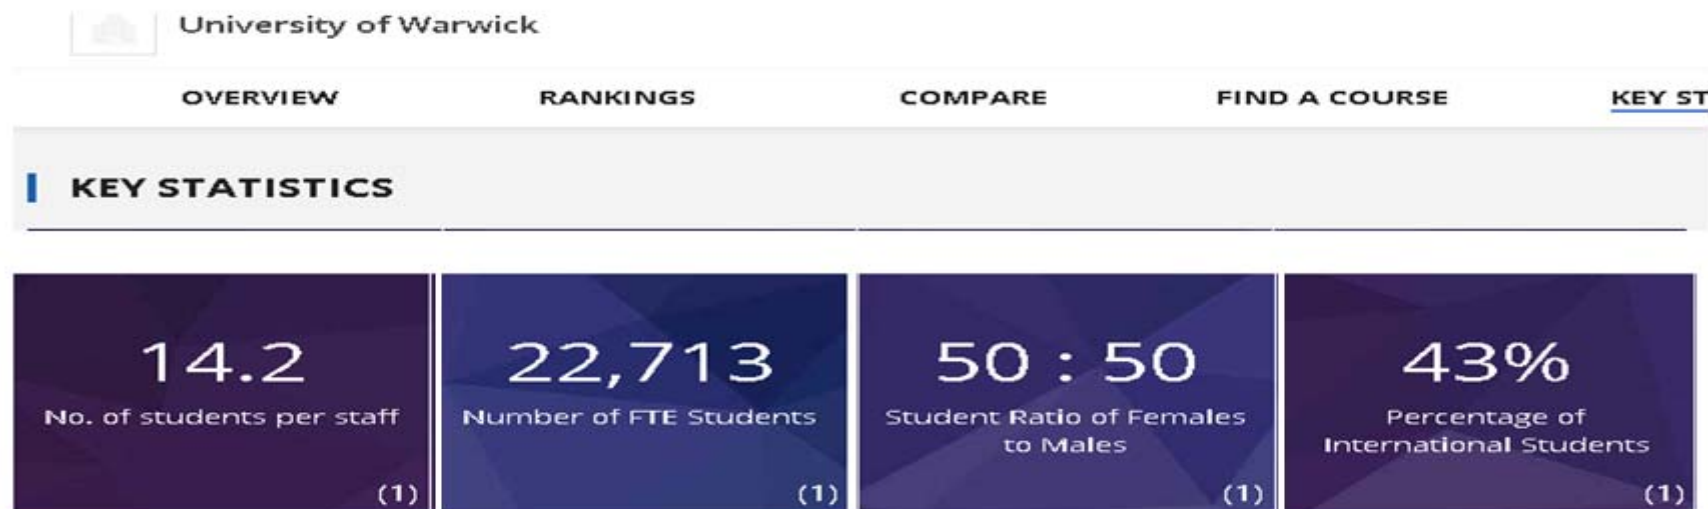 University of Warwick
OVERVIEW RANKINGS COMPARE FIND A COURSE KEY ST
KEY STATISTICS
14.2
No. of students per staff
(1)
22,713
Number of FTE Students
(1)
50 : 50
Student Ratio of Females
to Males
(1)
43%
Percentage of
International Students
(1)